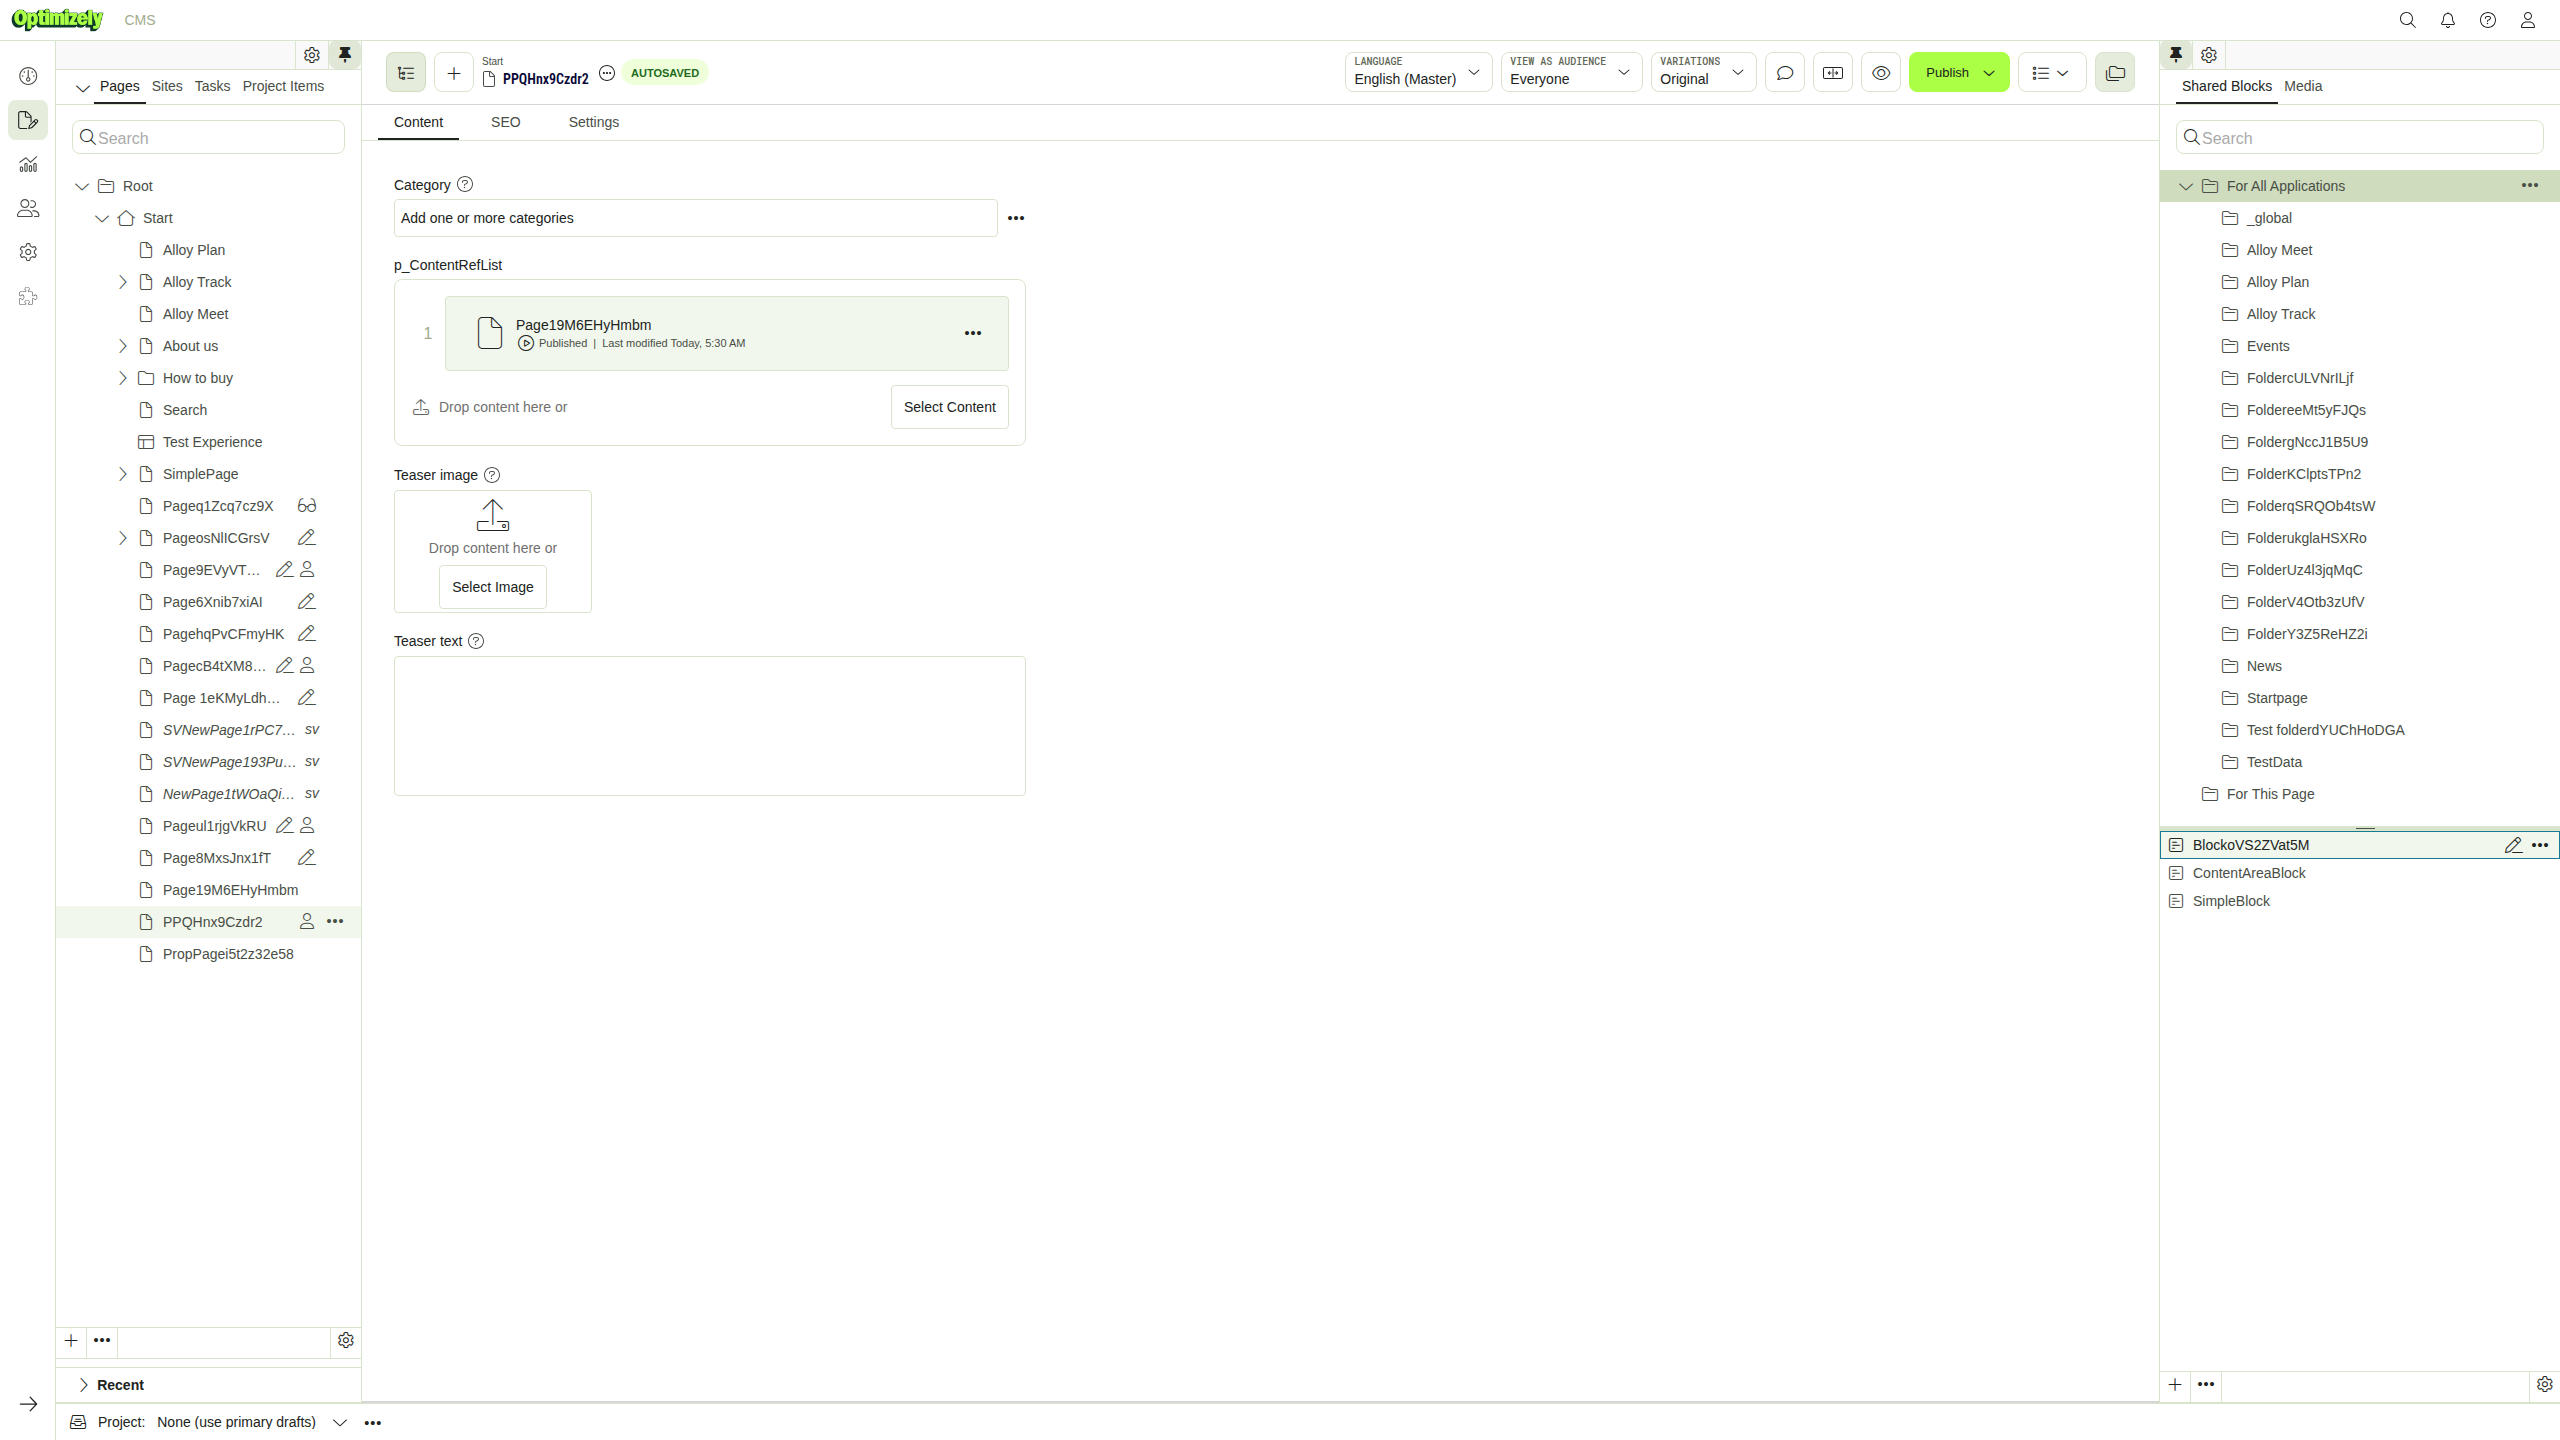 Optimizely CMS
Pages Sites Tasks Project Items
Search
Root
Start
Alloy Plan
Alloy Track
Alloy Meet
About us
How to buy
Search
Test Experience
SimplePage
Pageq1Zcq7cz9X
PageosNlICGrsV
Page9EVyVT…
Page6Xnib7xiAI
PagehqPvCFmyHK
PagecB4tXM8…
Page 1eKMyLdh…
SVNewPage1rPC7… sv
SVNewPage193Pu… sv
NewPage1tWOaQi… sv
Pageul1rjgVkRU
Page8MxsJnx1fT
Page19M6EHyHmbm
PPQHnx9Czdr2
PropPagei5t2z32e58
Recent
Project: None (use primary drafts)
Start
PPQHnx9Czdr2 AUTOSAVED
LANGUAGE
English (Master)
VIEW AS AUDIENCE
Everyone
VARIATIONS
Original
Publish
Content SEO Settings
Category
Add one or more categories
p_ContentRefList
1
Page19M6EHyHmbm
Published | Last modified Today, 5:30 AM
Drop content here or
Select Content
Teaser image
Drop content here or
Select Image
Teaser text
Shared Blocks Media
Search
For All Applications
_global
Alloy Meet
Alloy Plan
Alloy Track
Events
FoldercULVNrILjf
FoldereeMt5yFJQs
FoldergNccJ1B5U9
FolderKClptsTPn2
FolderqSRQOb4tsW
FolderukglaHSXRo
FolderUz4l3jqMqC
FolderV4Otb3zUfV
FolderY3Z5ReHZ2i
News
Startpage
Test folderdYUChHoDGA
TestData
For This Page
BlockoVS2ZVat5M
ContentAreaBlock
SimpleBlock